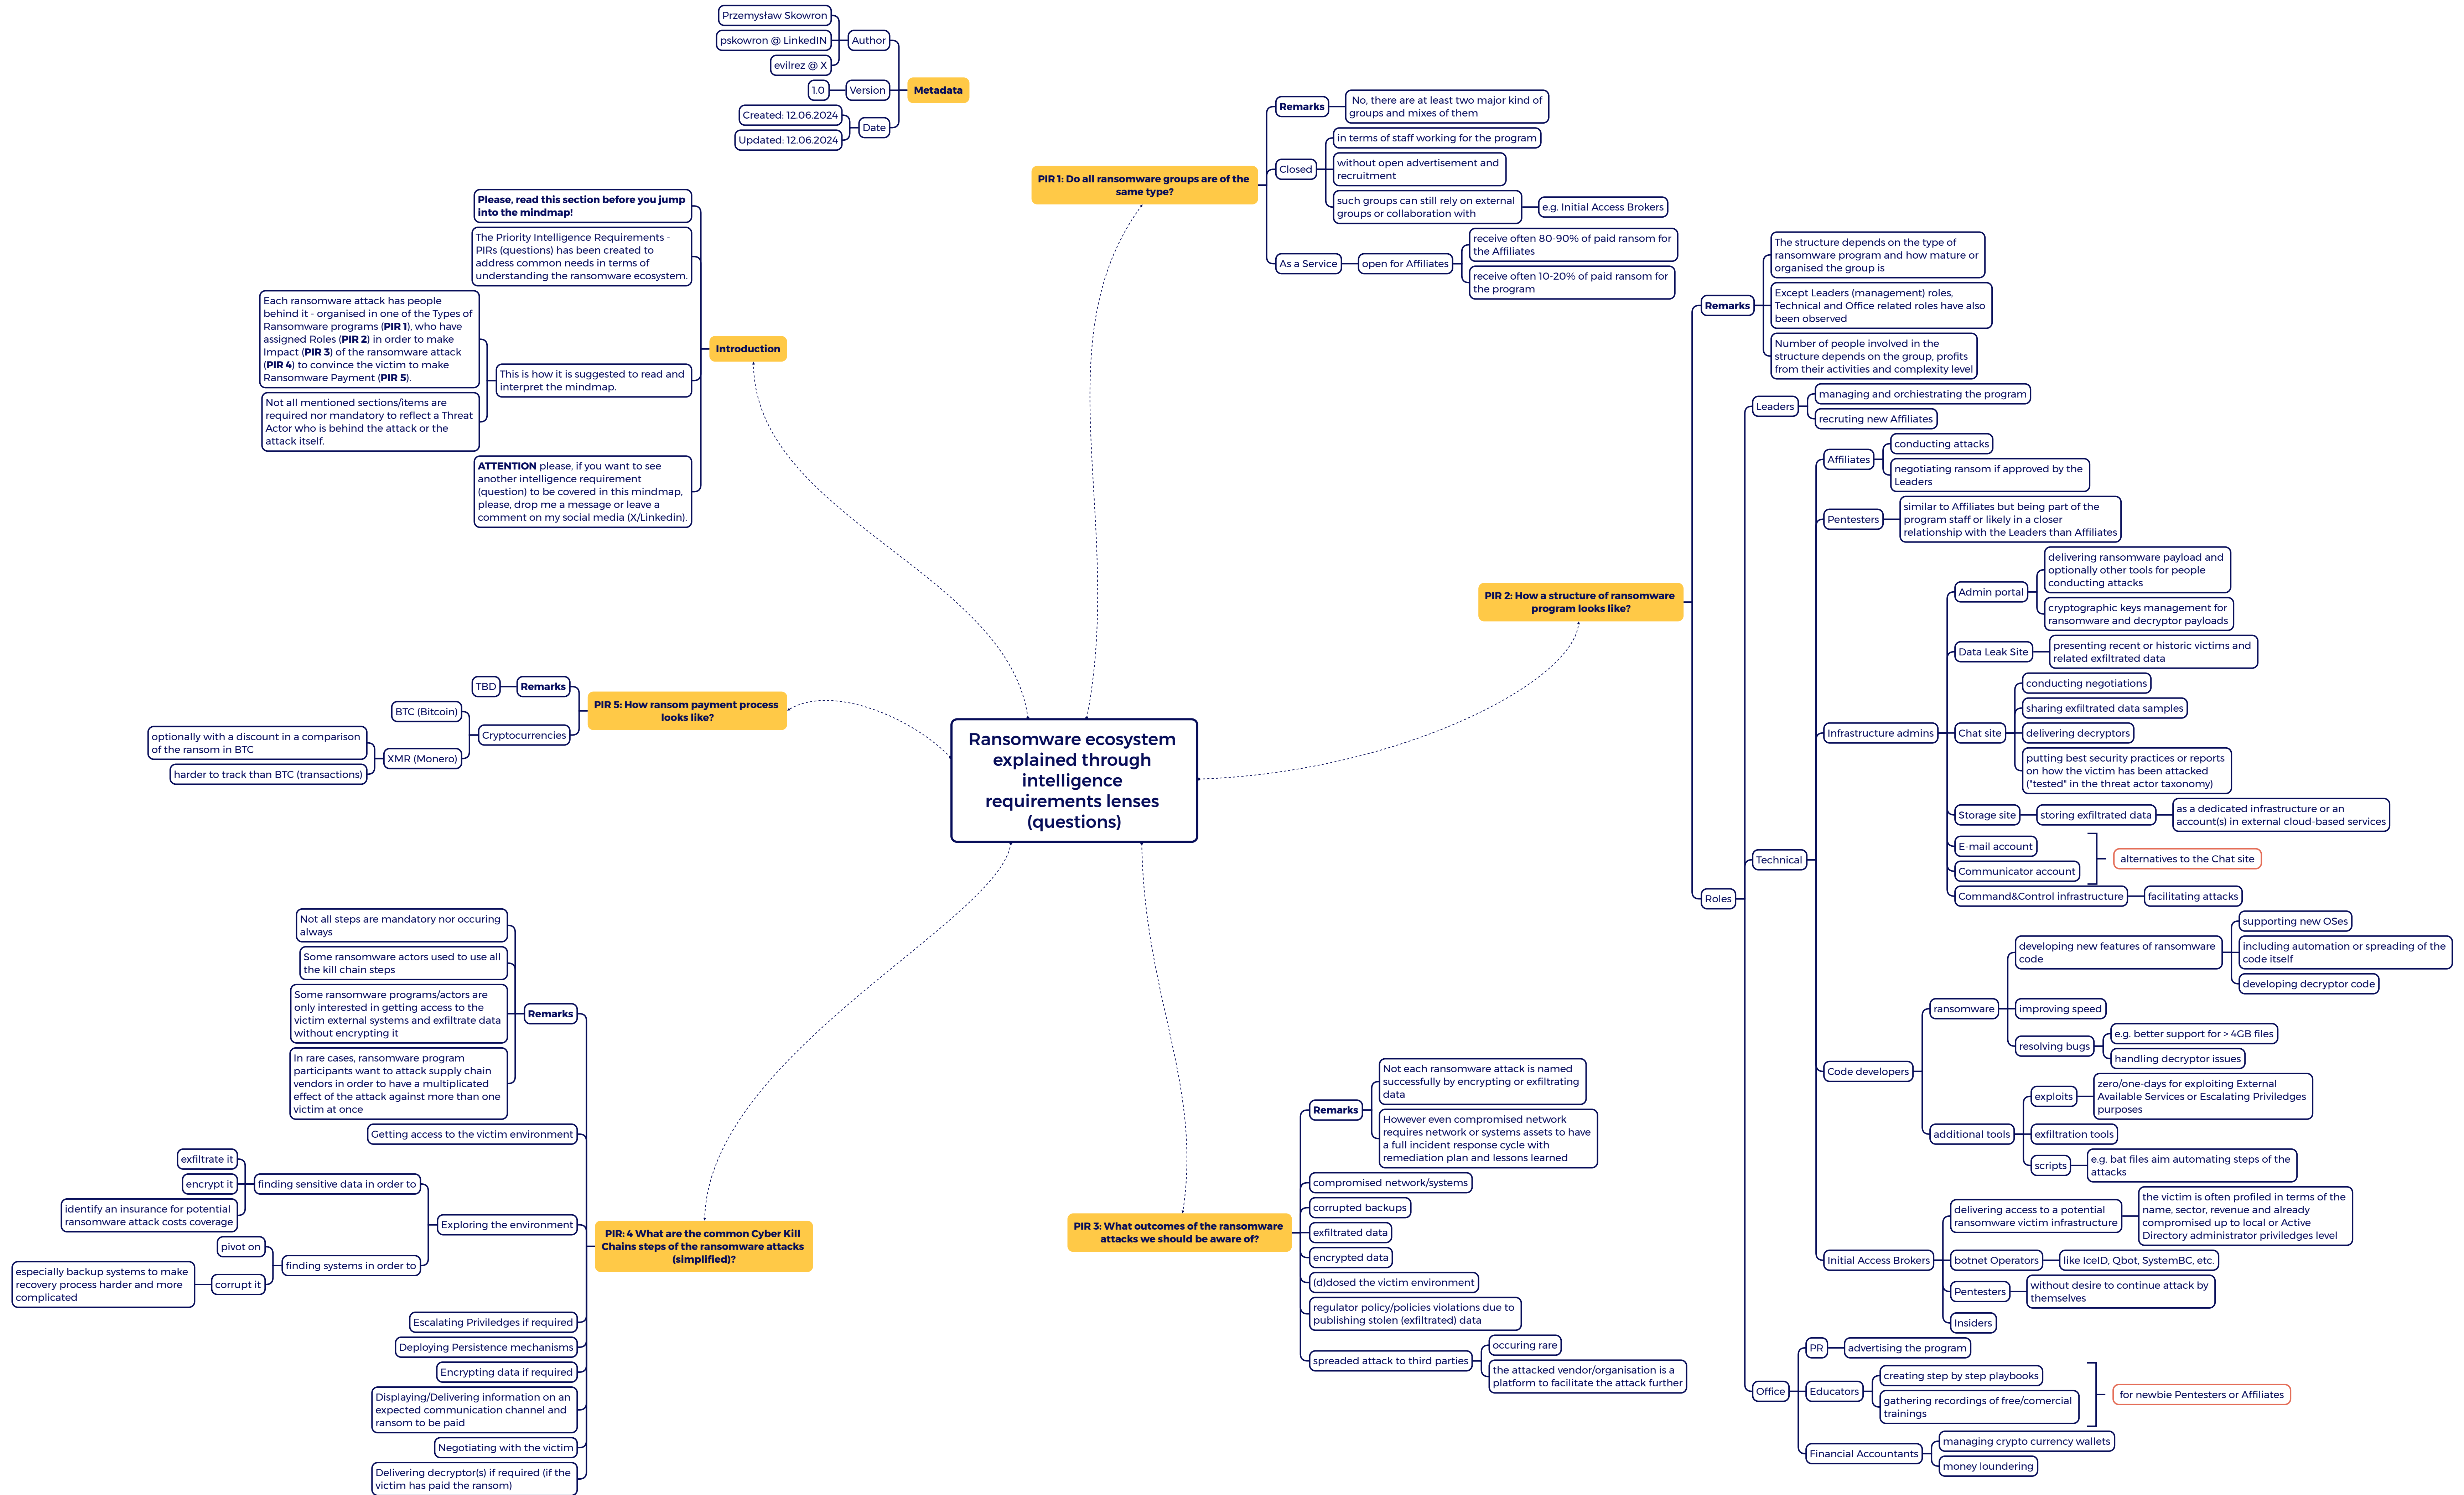 Przemysław Skowron
pskowron @ LinkedIN
evilrez @ X
Author
1.0
Version
Created: 12.06.2024
Updated: 12.06.2024
Date
Metadata
Please, read this section before you jump
into the mindmap!
The Priority Intelligence Requirements -
PIRs (questions) has been created to
address common needs in terms of
understanding the ransomware ecosystem.
Each ransomware attack has people
behind it - organised in one of the Types of
Ransomware programs (PIR 1), who have
assigned Roles (PIR 2) in order to make
Impact (PIR 3) of the ransomware attack
(PIR 4) to convince the victim to make
Ransomware Payment (PIR 5).
Not all mentioned sections/items are
required nor mandatory to reflect a Threat
Actor who is behind the attack or the
attack itself.
This is how it is suggested to read and
interpret the mindmap.
ATTENTION please, if you want to see
another intelligence requirement
(question) to be covered in this mindmap,
please, drop me a message or leave a
comment on my social media (X/Linkedin).
Introduction
PIR 1: Do all ransomware groups are of the
same type?
Remarks
No, there are at least two major kind of
groups and mixes of them
Closed
in terms of staff working for the program
without open advertisement and
recruitment
such groups can still rely on external
groups or collaboration with
e.g. Initial Access Brokers
As a Service
open for Affiliates
receive often 80-90% of paid ransom for
the Affiliates
receive often 10-20% of paid ransom for
the program
PIR 2: How a structure of ransomware
program looks like?
Remarks
The structure depends on the type of
ransomware program and how mature or
organised the group is
Except Leaders (management) roles,
Technical and Office related roles have also
been observed
Number of people involved in the
structure depends on the group, profits
from their activities and complexity level
Roles
Leaders
managing and orchiestrating the program
recruting new Affiliates
Technical
Affiliates
conducting attacks
negotiating ransom if approved by the
Leaders
Pentesters
similar to Affiliates but being part of the
program staff or likely in a closer
relationship with the Leaders than Affiliates
Infrastructure admins
Admin portal
delivering ransomware payload and
optionally other tools for people
conducting attacks
cryptographic keys management for
ransomware and decryptor payloads
Data Leak Site
presenting recent or historic victims and
related exfiltrated data
Chat site
conducting negotiations
sharing exfiltrated data samples
delivering decryptors
putting best security practices or reports
on how the victim has been attacked
("tested" in the threat actor taxonomy)
Storage site
storing exfiltrated data
as a dedicated infrastructure or an
account(s) in external cloud-based services
E-mail account
Communicator account
alternatives to the Chat site
Command&Control infrastructure
facilitating attacks
Code developers
ransomware
developing new features of ransomware
code
supporting new OSes
including automation or spreading of the
code itself
developing decryptor code
improving speed
resolving bugs
e.g. better support for > 4GB files
handling decryptor issues
additional tools
exploits
zero/one-days for exploiting External
Available Services or Escalating Priviledges
purposes
exfiltration tools
scripts
e.g. bat files aim automating steps of the
attacks
Initial Access Brokers
delivering access to a potential
ransomware victim infrastructure
the victim is often profiled in terms of the
name, sector, revenue and already
compromised up to local or Active
Directory administrator priviledges level
botnet Operators
like IceID, Qbot, SystemBC, etc.
Pentesters
without desire to continue attack by
themselves
Insiders
Office
PR
advertising the program
Educators
creating step by step playbooks
gathering recordings of free/comercial
trainings
for newbie Pentesters or Affiliates
Financial Accountants
managing crypto currency wallets
money loundering
Ransomware ecosystem
explained through
intelligence
requirements lenses
(questions)
PIR 5: How ransom payment process
looks like?
TBD
Remarks
Cryptocurrencies
BTC (Bitcoin)
XMR (Monero)
optionally with a discount in a comparison
of the ransom in BTC
harder to track than BTC (transactions)
PIR: 4 What are the common Cyber Kill
Chains steps of the ransomware attacks
(simplified)?
Remarks
Not all steps are mandatory nor occuring
always
Some ransomware actors used to use all
the kill chain steps
Some ransomware programs/actors are
only interested in getting access to the
victim external systems and exfiltrate data
without encrypting it
In rare cases, ransomware program
participants want to attack supply chain
vendors in order to have a multiplicated
effect of the attack against more than one
victim at once
Getting access to the victim environment
Exploring the environment
finding sensitive data in order to
exfiltrate it
encrypt it
identify an insurance for potential
ransomware attack costs coverage
finding systems in order to
pivot on
corrupt it
especially backup systems to make
recovery process harder and more
complicated
Escalating Priviledges if required
Deploying Persistence mechanisms
Encrypting data if required
Displaying/Delivering information on an
expected communication channel and
ransom to be paid
Negotiating with the victim
Delivering decryptor(s) if required (if the
victim has paid the ransom)
PIR 3: What outcomes of the ransomware
attacks we should be aware of?
Remarks
Not each ransomware attack is named
successfully by encrypting or exfiltrating
data
However even compromised network
requires network or systems assets to have
a full incident response cycle with
remediation plan and lessons learned
compromised network/systems
corrupted backups
exfiltrated data
encrypted data
(d)dosed the victim environment
regulator policy/policies violations due to
publishing stolen (exfiltrated) data
spreaded attack to third parties
occuring rare
the attacked vendor/organisation is a
platform to facilitate the attack further